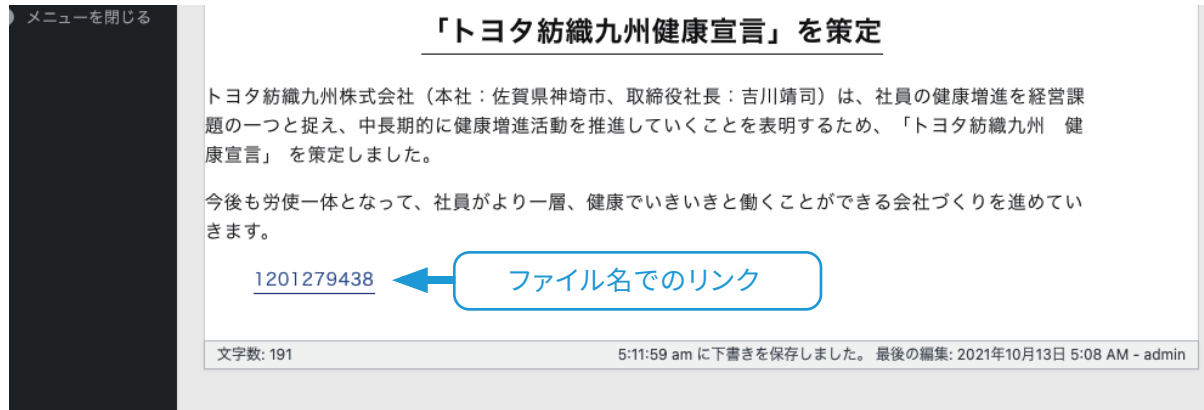 メニューを閉じる
「トヨタ紡織九州健康宣言」を策定
トヨタ紡織九州株式会社（本社：佐賀県神埼市、取締役社長：吉川靖司）は、社員の健康増進を経営課
題の一つと捉え、中長期的に健康増進活動を推進していくことを表明するため、「トヨタ紡織九州　健
康宣言」 を策定しました。
今後も労使一体となって、社員がより一層、健康でいきいきと働くことができる会社づくりを進めてい
きます。
1201279438
ファイル名でのリンク
文字数: 191
5:11:59 am に下書きを保存しました。 最後の編集: 2021年10月13日 5:08 AM - admin